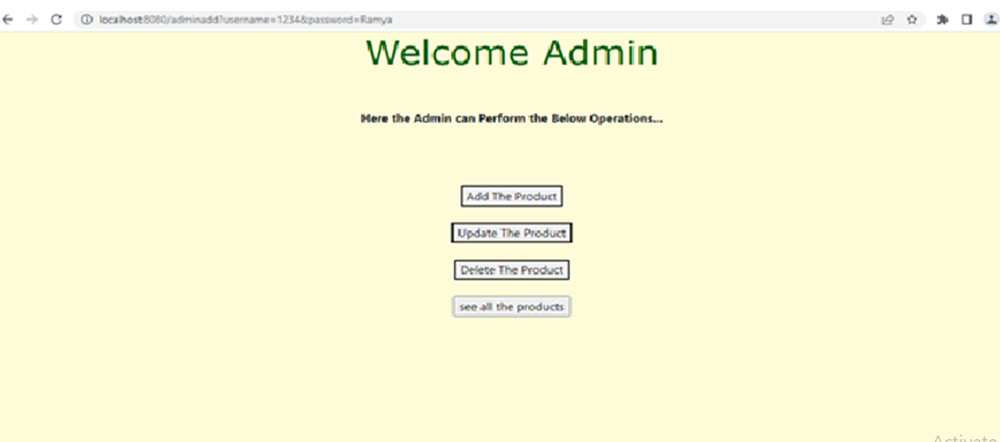 localhost:8080/adminadd?username=1234&password=Ramya
Welcome Admin
Here the Admin can Perform the Below Operations...
Add The Product
Update The Product
Delete The Product
see all the products
Activate